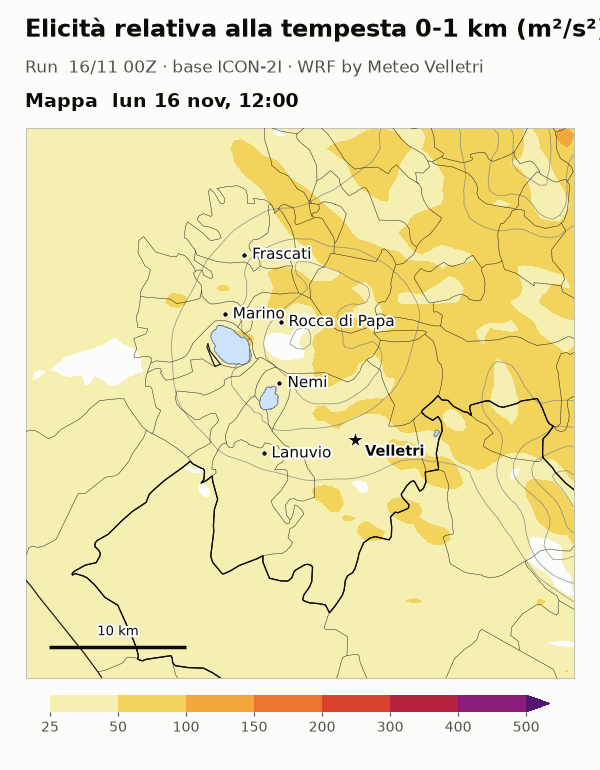 Elicità relativa alla tempesta 0-1 km (m²/s²)
Run  16/11 00Z · base ICON-2I · WRF by Meteo Velletri
Mappa  lun 16 nov, 12:00
Frascati
Marino
Rocca di Papa
Nemi
Velletri
Lanuvio
10 km
25 50 100 150 200 300 400 500